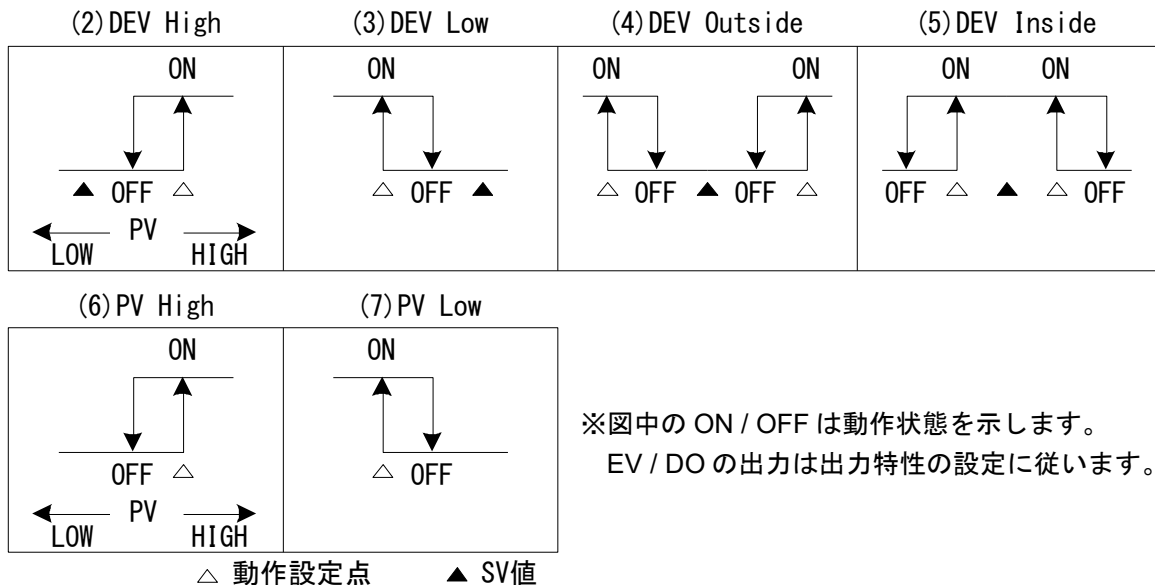 (2)DEV High (3)DEV Low (4)DEV Outside (5)DEV Inside
ON ON ON ON ON ON
▲ OFF △ △ OFF ▲ △ OFF ▲ OFF △ OFF △ ▲ △ OFF
PV
LOW HIGH
(6)PV High (7)PV Low
ON ON
OFF △ △ OFF
PV
LOW HIGH
※図中の ON / OFF は動作状態を示します。
EV / DO の出力は出力特性の設定に従います。
△ 動作設定点 ▲ SV値